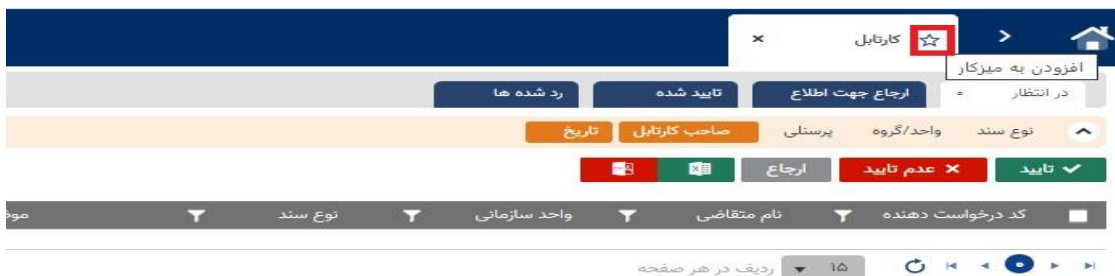 کارتابل ×
افزودن به میزکار
در انتظار ۰ ارجاع جهت اطلاع تایید شده رد شده ها
نوع سند واحد/گروه پرسنلی صاحب کارتابل تاریخ
تایید عدم تایید ارجاع
کد درخواست دهنده نام متقاضی واحد سازمانی نوع سند
۱۵ ردیف در هر صفحه